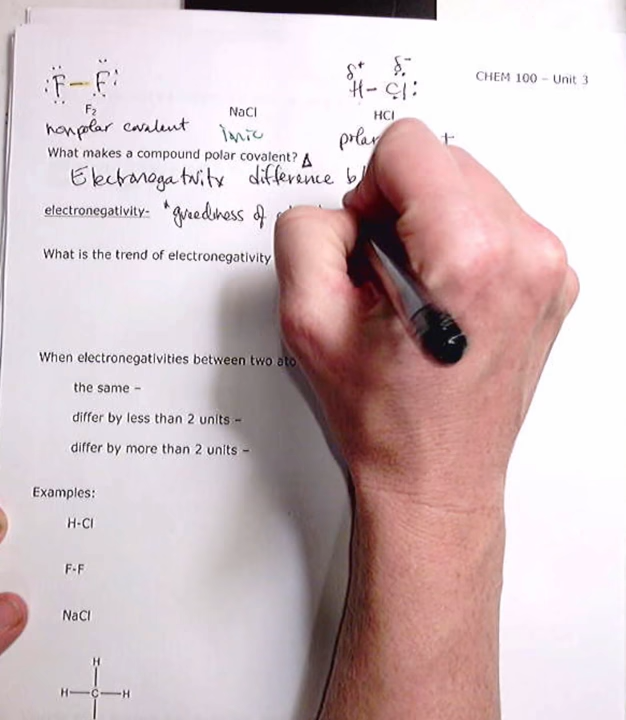 :F – F:
δ+ δ-
H – Cl:
CHEM 100 – Unit 3
F2
NaCl
HCl
nonpolar covalent
Ionic
What makes a compound polar covalent? Δ
Electronegativity difference
electronegativity- "greediness of
What is the trend of electronegativity
When electronegativities between two
the same –
differ by less than 2 units –
differ by more than 2 units –
Examples:
H-Cl
F-F
NaCl
H
H—C—H